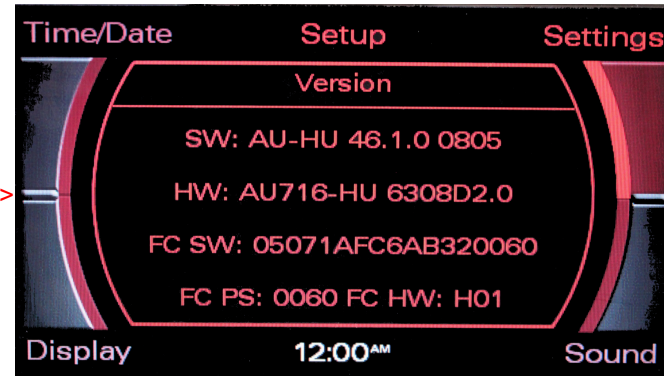 Time/Date Setup Settings
Version
SW: AU-HU 46.1.0 0805
>
HW: AU716-HU 6308D2.0
FC SW: 05071AFC6AB320060
FC PS: 0060 FC HW: H01
Display 12:00AM Sound